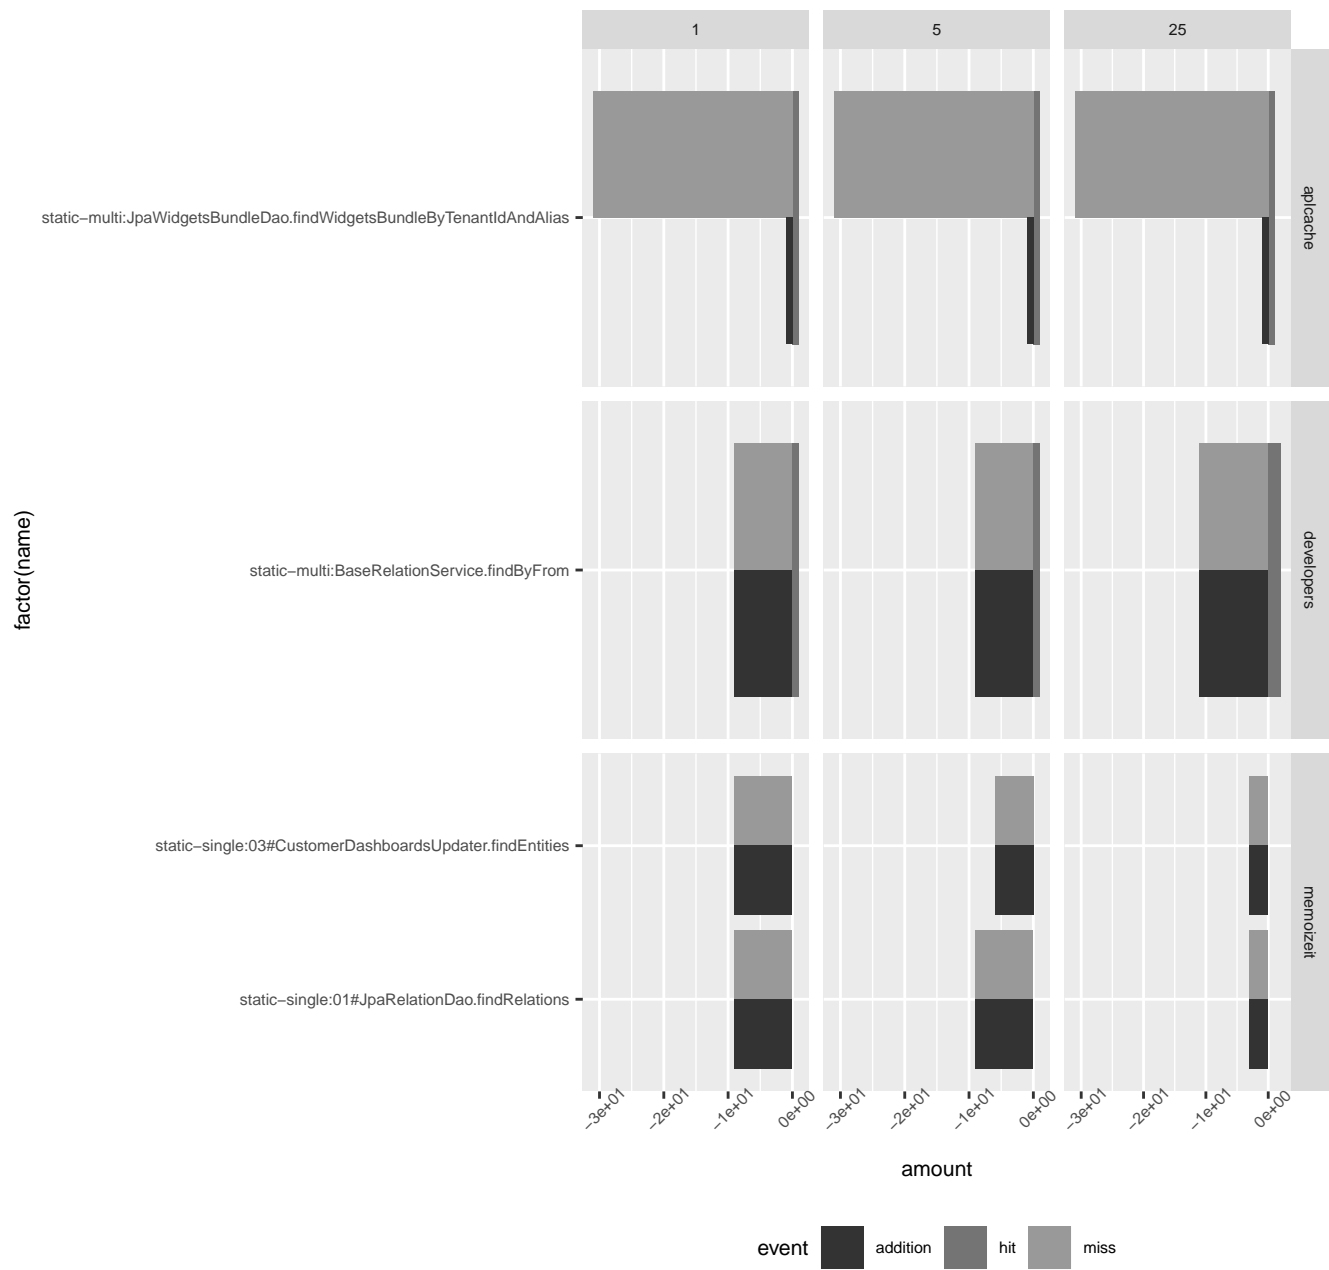 1 5 25
static−multi:JpaWidgetsBundleDao.findWidgetsBundleByTenantIdAndAlias
aplcache
static−multi:BaseRelationService.findByFrom
developers
factor(name)
static−single:03#CustomerDashboardsUpdater.findEntities
memoizeit
static−single:01#JpaRelationDao.findRelations
−3e+01 −2e+01 −1e+01 0e+00 −3e+01 −2e+01 −1e+01 0e+00 −3e+01 −2e+01 −1e+01 0e+00
amount
event addition hit miss